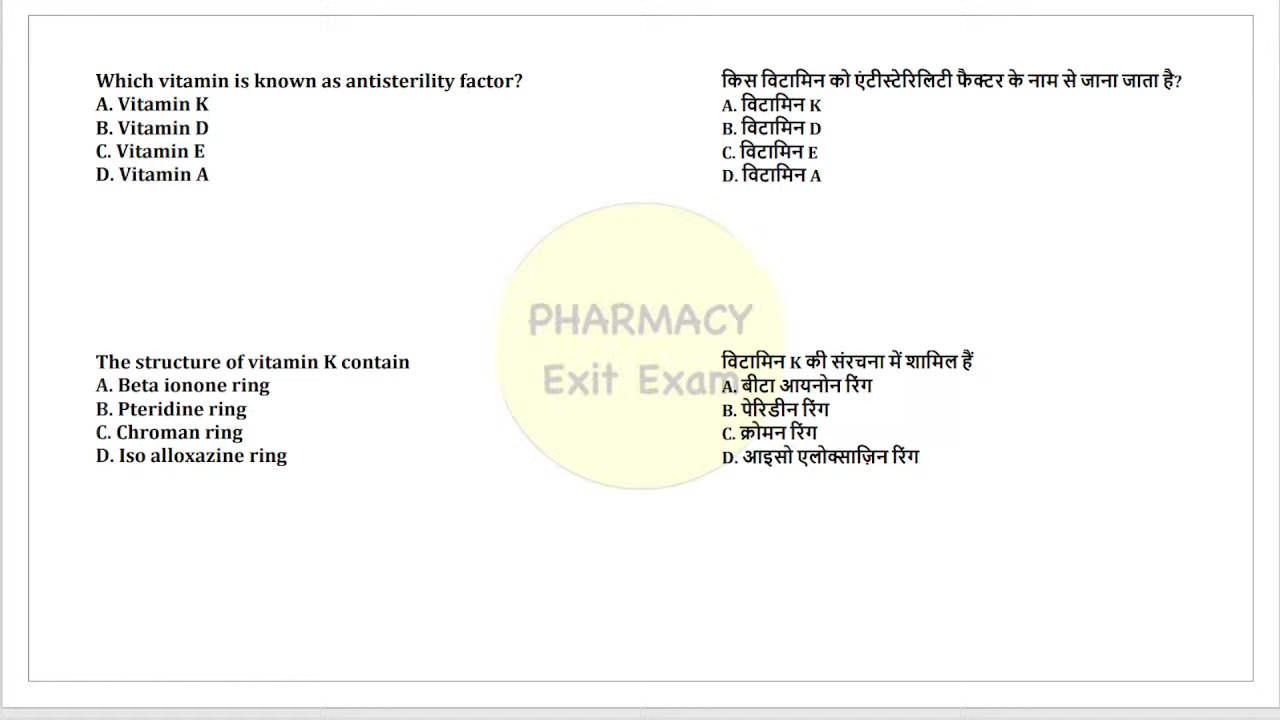 Which vitamin is known as antisterility factor?
A. Vitamin K
B. Vitamin D
C. Vitamin E
D. Vitamin A
किस विटामिन को एंटीस्टेरिलिटी फैक्टर के नाम से जाना जाता है?
A. विटामिन K
B. विटामिन D
C. विटामिन E
D. विटामिन A
PHARMACY
Exit Exam
The structure of vitamin K contain
A. Beta ionone ring
B. Pteridine ring
C. Chroman ring
D. Iso alloxazine ring
विटामिन K की संरचना में शामिल हैं
A. बीटा आयनोन रिंग
B. पेरिडीन रिंग
C. क्रोमन रिंग
D. आइसो एलोक्साज़िन रिंग